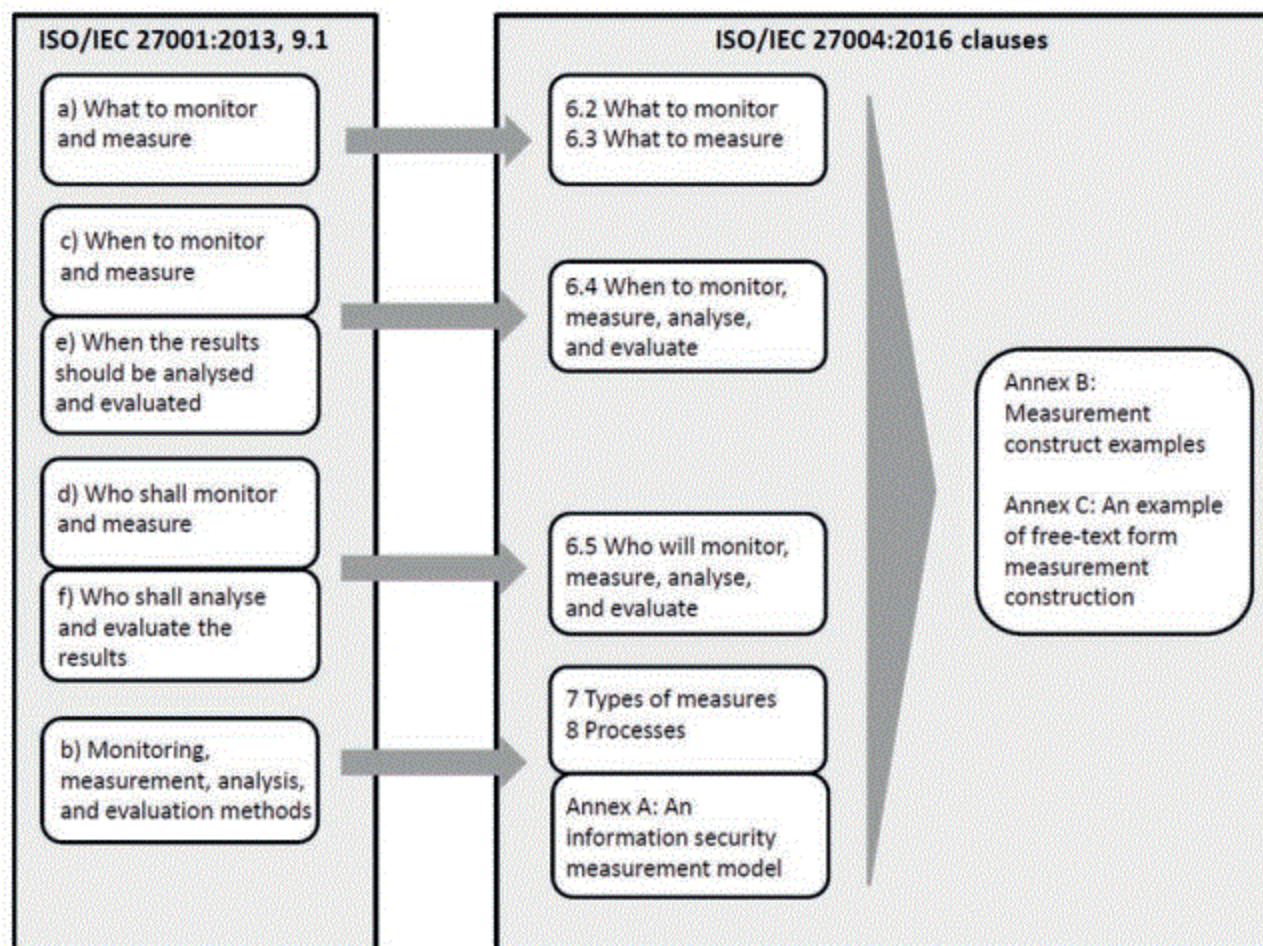 ISO/IEC 27001:2013, 9.1
a) What to monitor
and measure
c) When to monitor
and measure
e) When the results
should be analysed
and evaluated
d) Who shall monitor
and measure
f) Who shall analyse
and evaluate the
results
b) Monitoring,
measurement, analysis,
and evaluation methods
ISO/IEC 27004:2016 clauses
6.2 What to monitor
6.3 What to measure
6.4 When to monitor,
measure, analyse,
and evaluate
6.5 Who will monitor,
measure, analyse,
and evaluate
7 Types of measures
8 Processes
Annex A: An
information security
measurement model
Annex B:
Measurement
construct examples
Annex C: An example
of free-text form
measurement
construction